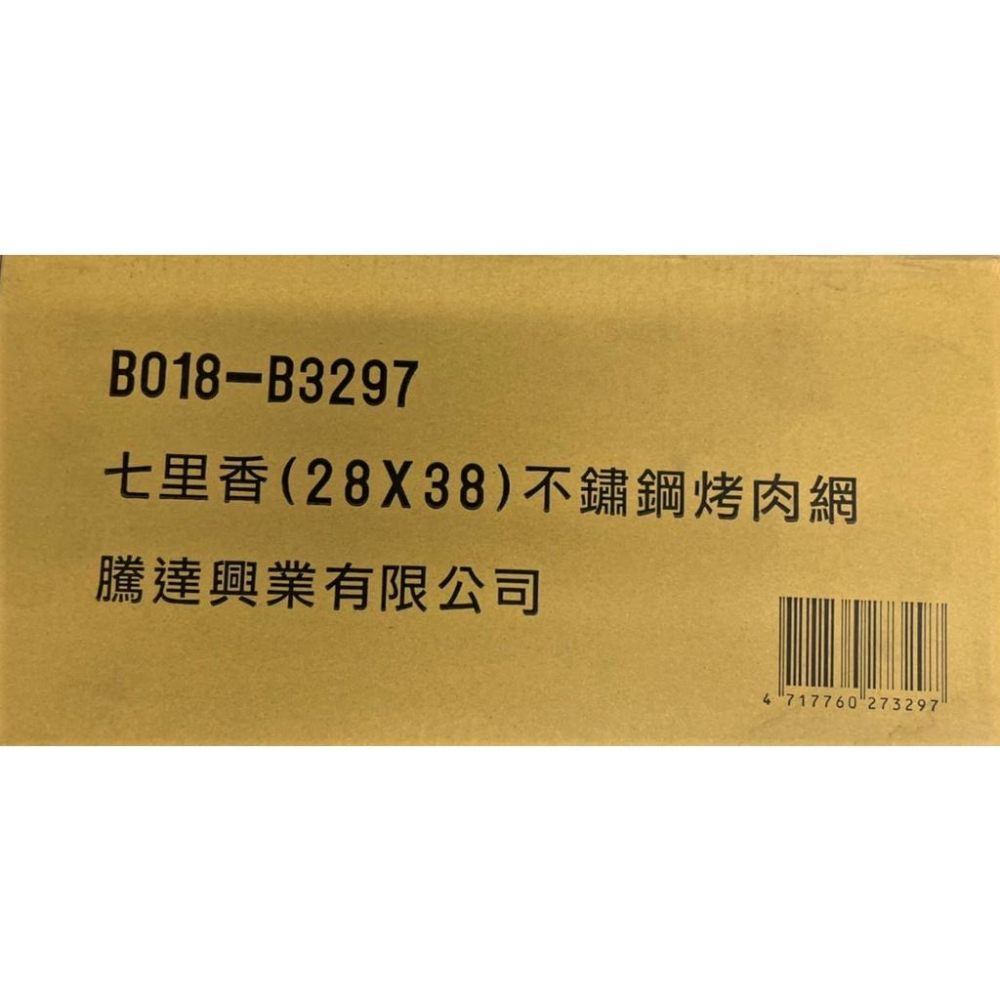 B018-B3297
七里香(28X38)不鏽鋼烤肉網
騰達興業有限公司
4 717760 273297